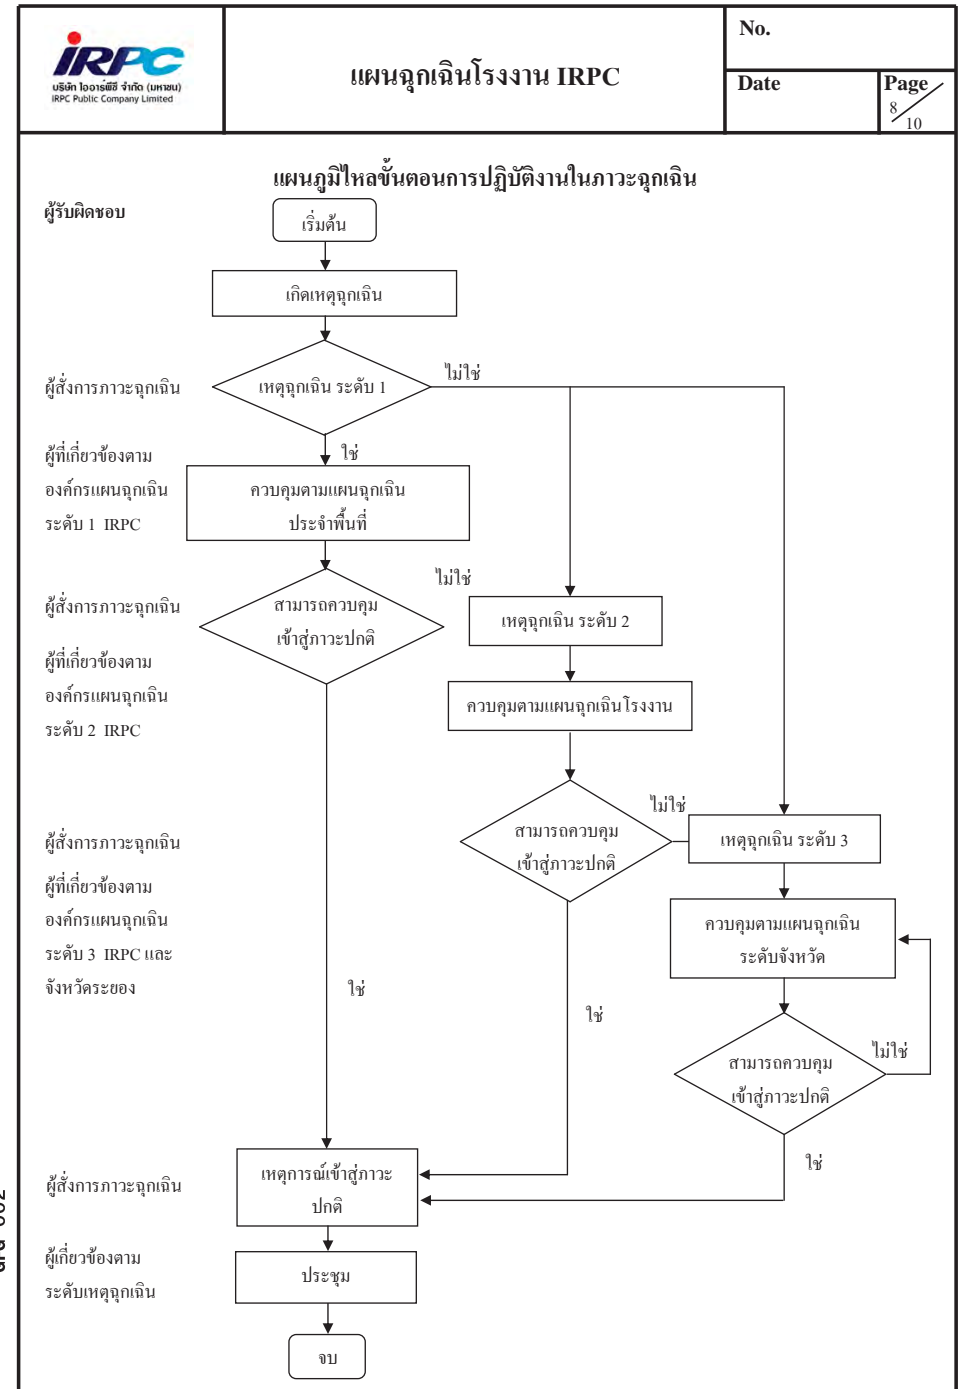 IRPC
บริษัท ไออาร์พีซี จำกัด (มหาชน)
IRPC Public Company Limited
แผนฉุกเฉินโรงงาน IRPC
No.
Date
Page
8
10
แผนภูมิไหลขั้นตอนการปฏิบัติงานในภาวะฉุกเฉิน
ผู้รับผิดชอบ
เริ่มต้น
เกิดเหตุฉุกเฉิน
ผู้สั่งการภาวะฉุกเฉิน
เหตุฉุกเฉิน ระดับ 1
ไม่ใช่
ใช่
ผู้ที่เกี่ยวข้องตาม
องค์กรแผนฉุกเฉิน
ระดับ 1 IRPC
ควบคุมตามแผนฉุกเฉิน
ประจำพื้นที่
ไม่ใช่
ผู้สั่งการภาวะฉุกเฉิน
สามารถควบคุม
เข้าสู่ภาวะปกติ
เหตุฉุกเฉิน ระดับ 2
ผู้ที่เกี่ยวข้องตาม
องค์กรแผนฉุกเฉิน
ระดับ 2 IRPC
ควบคุมตามแผนฉุกเฉินโรงงาน
ไม่ใช่
ผู้สั่งการภาวะฉุกเฉิน
สามารถควบคุม
เข้าสู่ภาวะปกติ
เหตุฉุกเฉิน ระดับ 3
ผู้ที่เกี่ยวข้องตาม
องค์กรแผนฉุกเฉิน
ระดับ 3 IRPC และ
จังหวัดระยอง
ควบคุมตามแผนฉุกเฉิน
ระดับจังหวัด
ใช่
ใช่
ไม่ใช่
สามารถควบคุม
เข้าสู่ภาวะปกติ
ใช่
ผู้สั่งการภาวะฉุกเฉิน
เหตุการณ์เข้าสู่ภาวะ
ปกติ
ผู้เกี่ยวข้องตาม
ระดับเหตุฉุกเฉิน
ประชุม
จบ